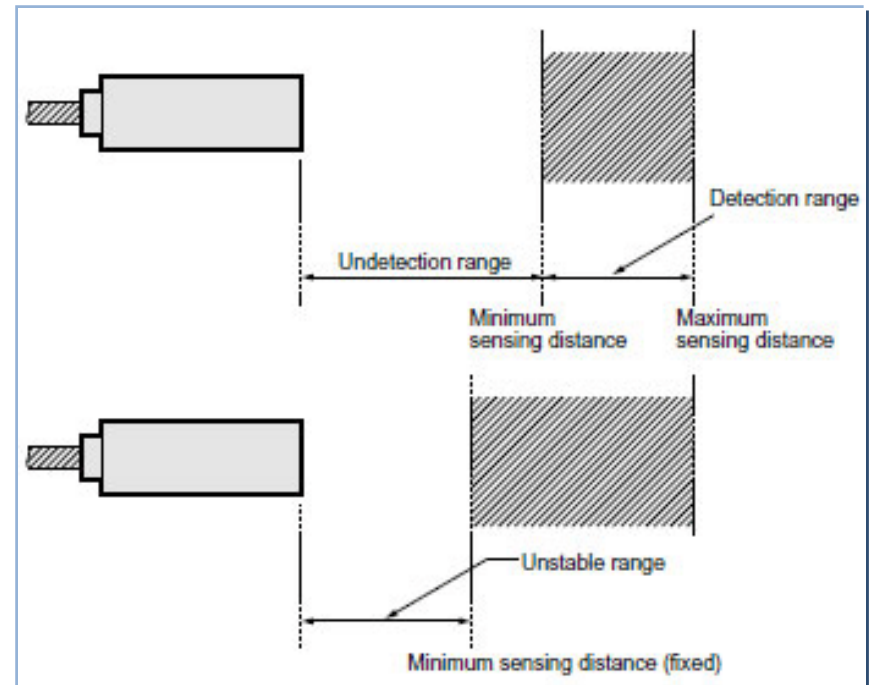 Detection range
Undetection range
Minimum
sensing distance
Maximum
sensing distance
Unstable range
Minimum sensing distance (fixed)